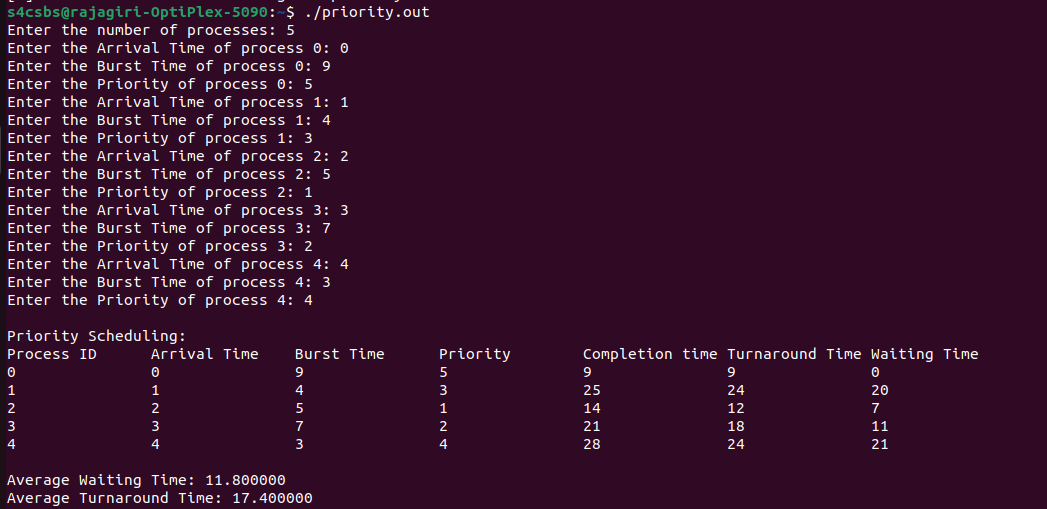 s4csbs@rajagiri-OptiPlex-5090:~$ ./priority.out
Enter the number of processes: 5
Enter the Arrival Time of process 0: 0
Enter the Burst Time of process 0: 9
Enter the Priority of process 0: 5
Enter the Arrival Time of process 1: 1
Enter the Burst Time of process 1: 4
Enter the Priority of process 1: 3
Enter the Arrival Time of process 2: 2
Enter the Burst Time of process 2: 5
Enter the Priority of process 2: 1
Enter the Arrival Time of process 3: 3
Enter the Burst Time of process 3: 7
Enter the Priority of process 3: 2
Enter the Arrival Time of process 4: 4
Enter the Burst Time of process 4: 3
Enter the Priority of process 4: 4
Priority Scheduling:
Process ID Arrival Time Burst Time Priority Completion time Turnaround Time Waiting Time
0 0 9 5 9 9 0
1 1 4 3 25 24 20
2 2 5 1 14 12 7
3 3 7 2 21 18 11
4 4 3 4 28 24 21
Average Waiting Time: 11.800000
Average Turnaround Time: 17.400000